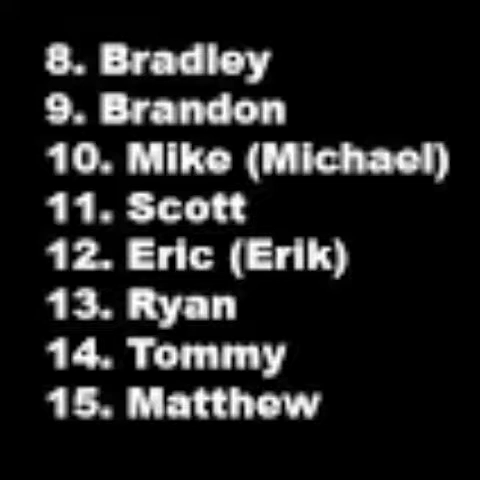 8. Bradley
9. Brandon
10. Mike (Michael)
11. Scott
12. Eric (Erik)
13. Ryan
14. Tommy
15. Matthew